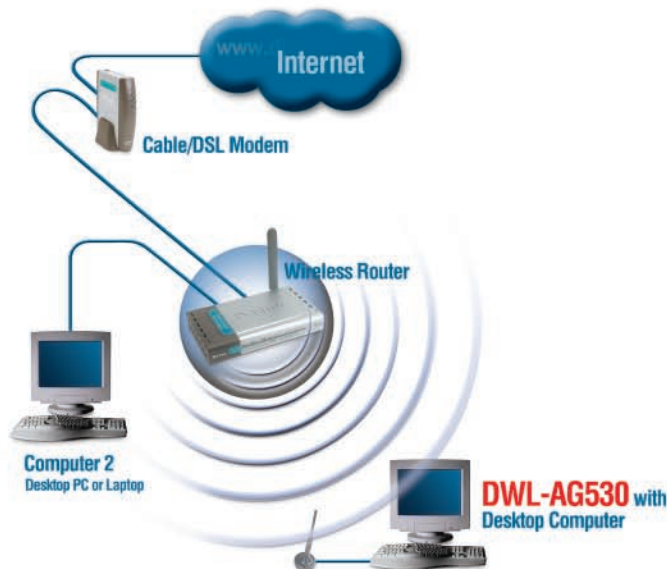 www.
Internet
Cable/DSL Modem
Wireless Router
Computer 2
Desktop PC or Laptop
DWL-AG530 with
Desktop Computer